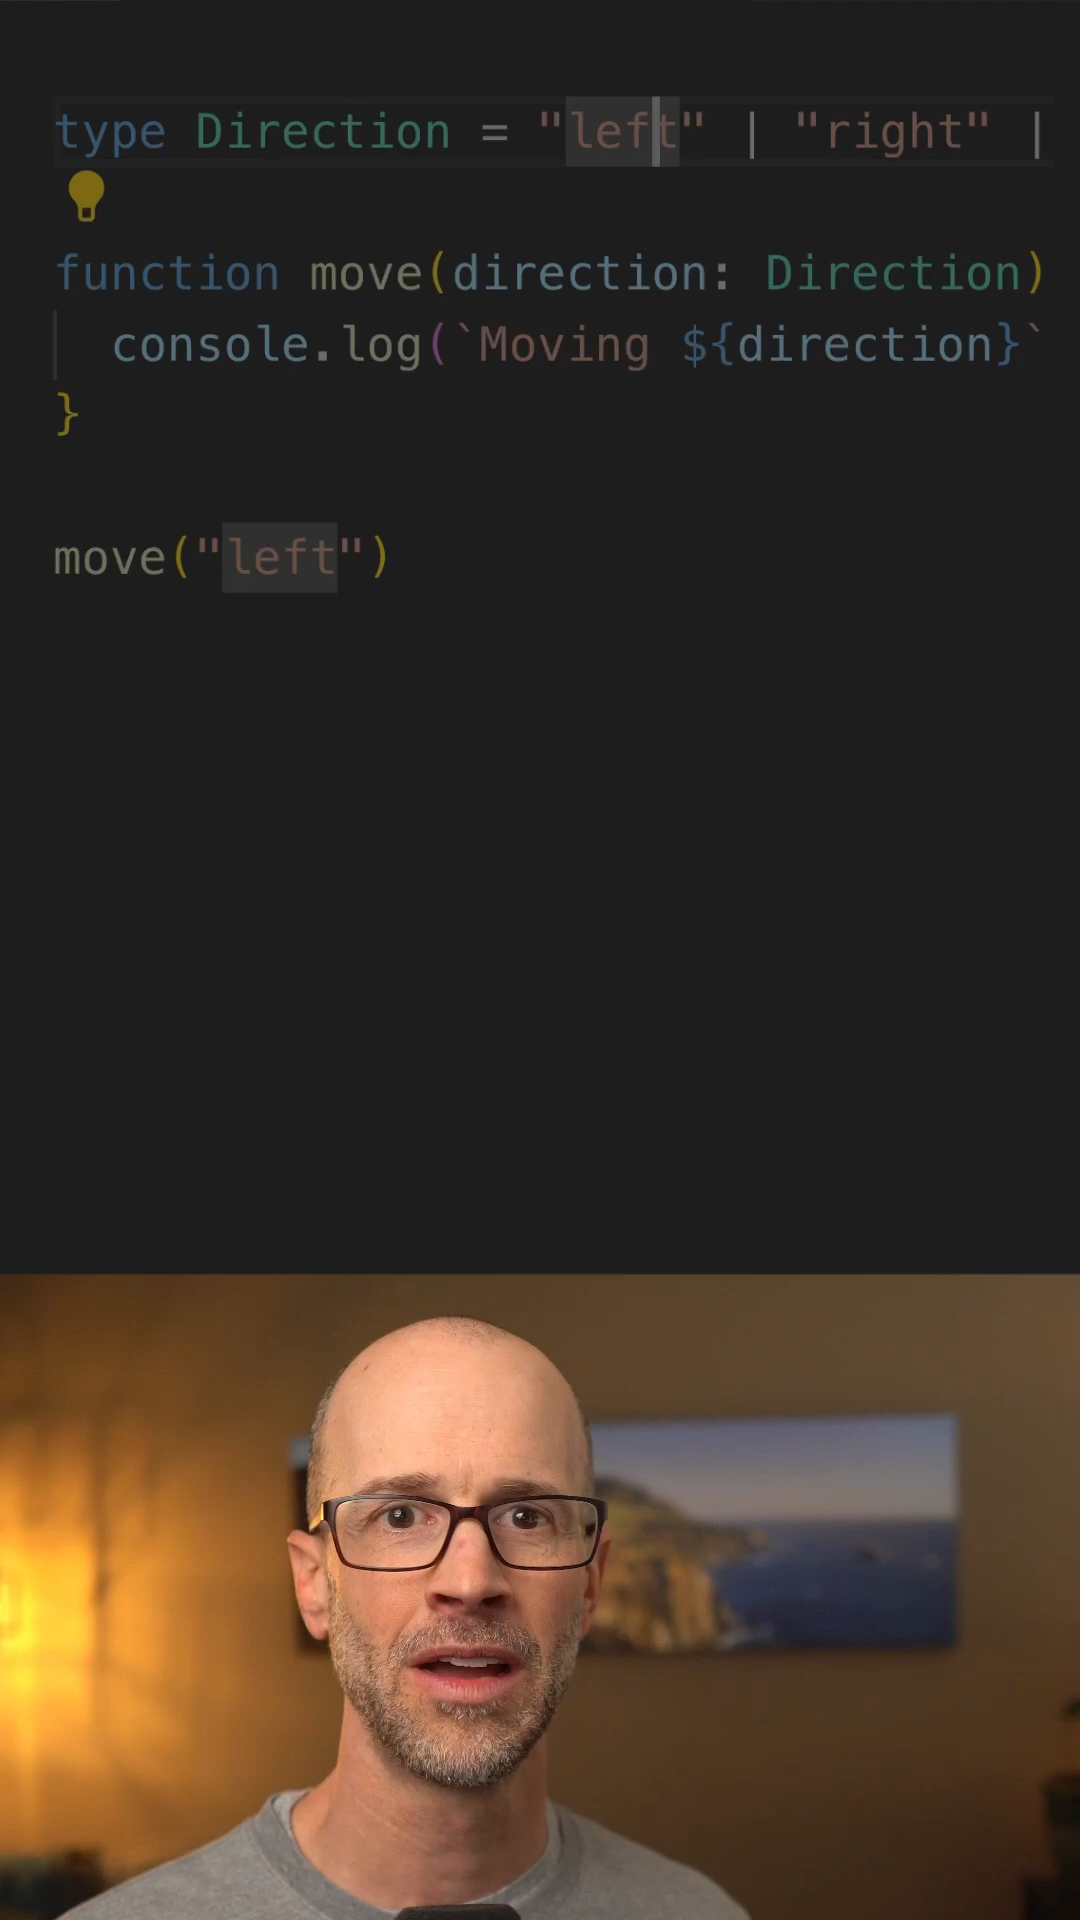 type Direction = "left" | "right" |
function move(direction: Direction)
console.log(`Moving ${direction}`
}
move("left")